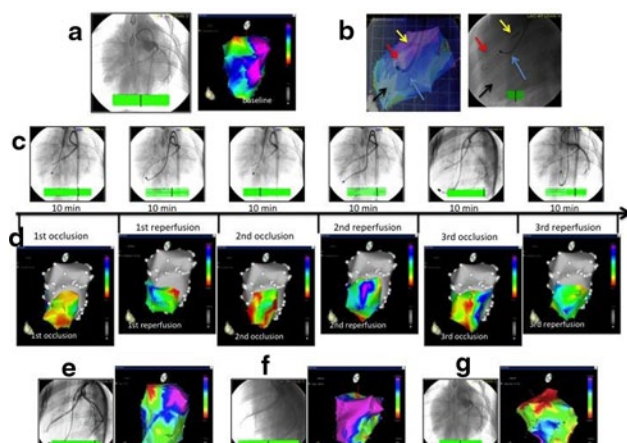 a
b
baseline
c
10 min 10 min 10 min 10 min 10 min 10 min
1st occlusion 1st reperfusion 2nd occlusion 2nd reperfusion 3rd occlusion 3rd reperfusion
d
1st occlusion 1st reperfusion 2nd occlusion 2nd reperfusion 3rd occlusion 3rd reperfusion
e
f
g